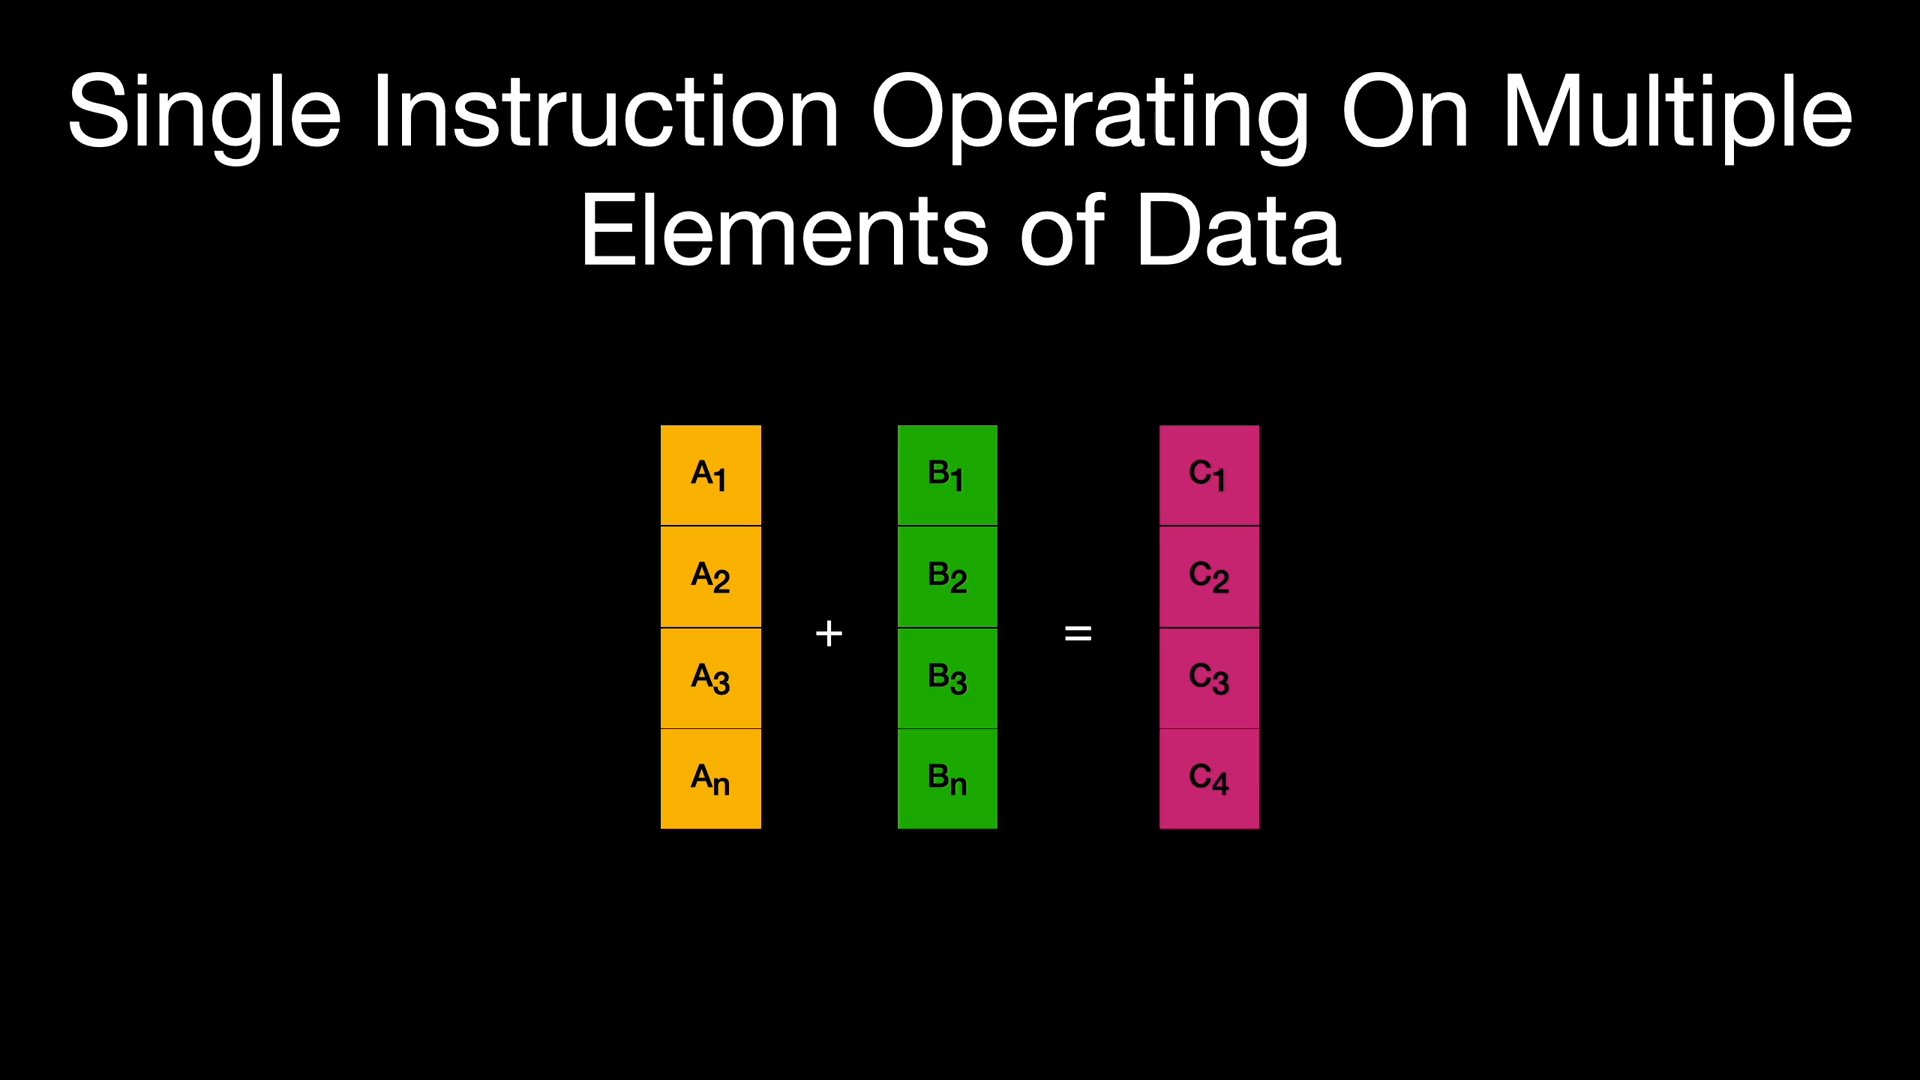 Single Instruction Operating On Multiple
Elements of Data
A1 B1 C1
A2 B2 C2
+ =
A3 B3 C3
An Bn C4